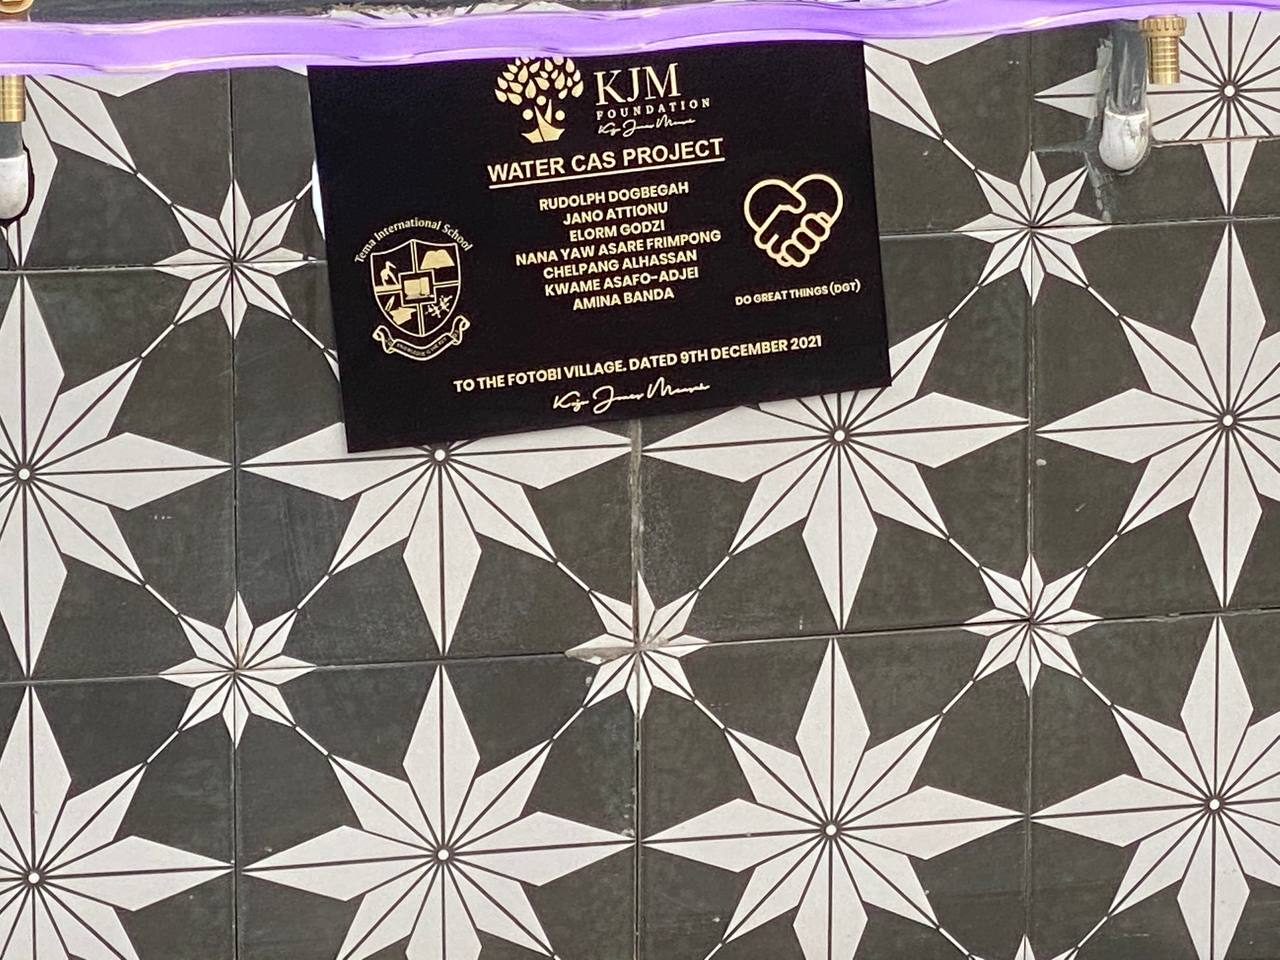 KJM
FOUNDATION
WATER CAS PROJECT
RUDOLPH DOGBEGAH
JANO ATTIONU
ELORM GODZI
NANA YAW ASARE FRIMPONG
CHELPANG ALHASSAN
KWAME ASAFO-ADJEI
AMINA BANDA
Tema International School
DO GREAT THINGS (DGT)
TO THE FOTOBI VILLAGE. DATED 9TH DECEMBER 2021